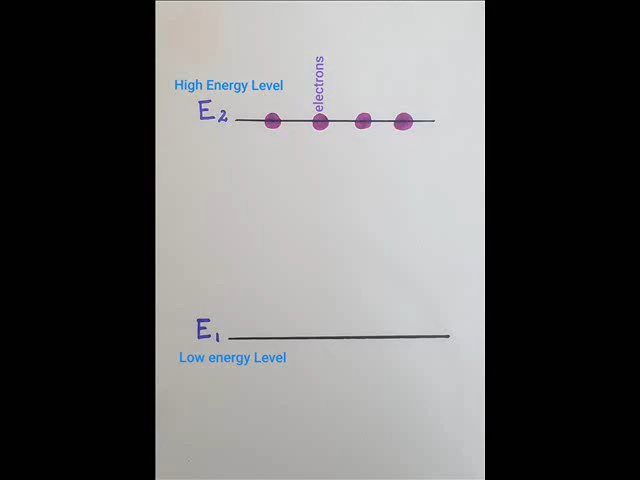 electrons
High Energy Level
E2
E1
Low energy Level